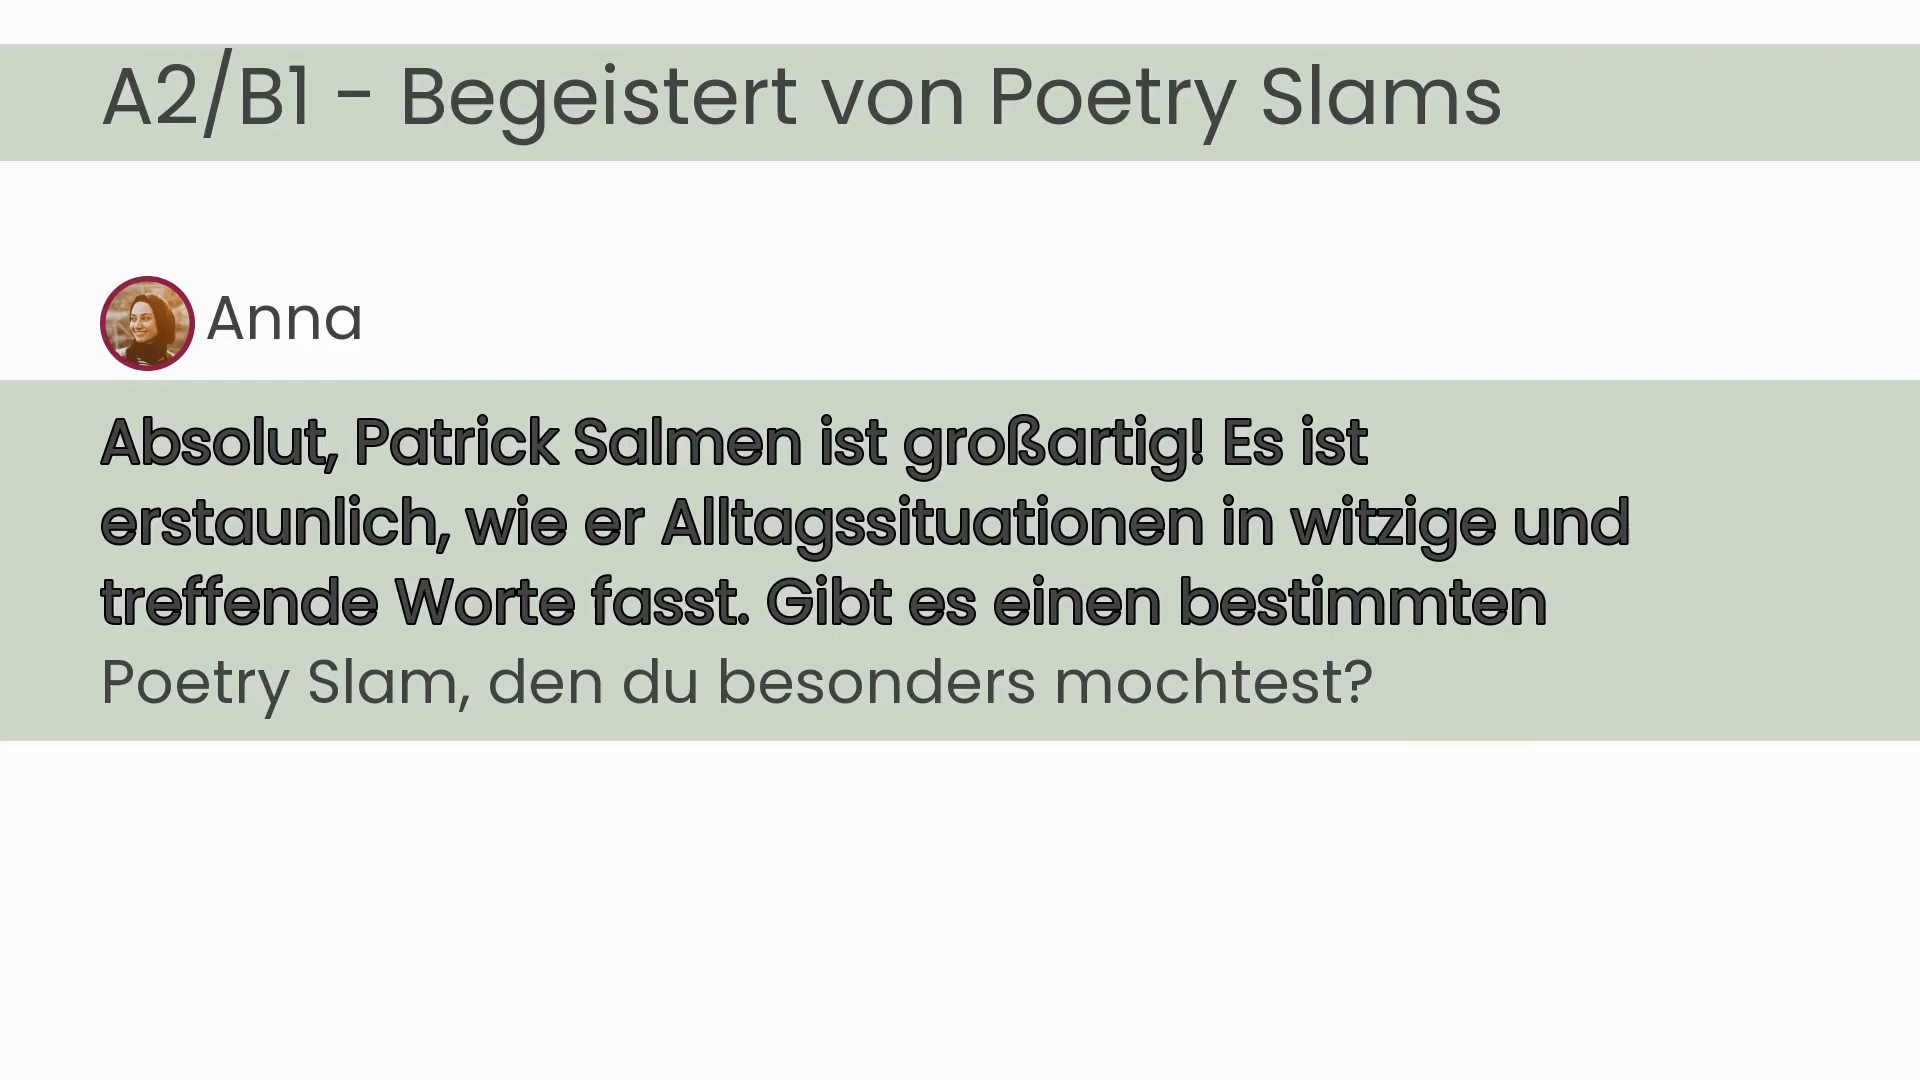 A2/B1 - Begeistert von Poetry Slams
Anna
Absolut, Patrick Salmen ist großartig! Es ist
erstaunlich, wie er Alltagssituationen in witzige und
treffende Worte fasst. Gibt es einen bestimmten
Poetry Slam, den du besonders mochtest?